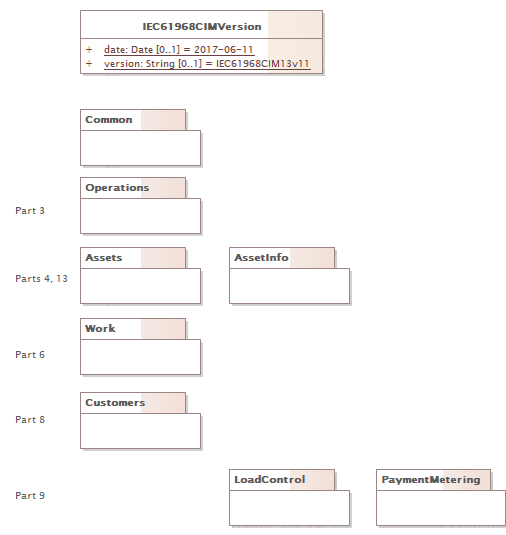 IEC61968CIMVersion
+ date: Date [0..1] = 2017-06-11
+ version: String [0..1] = IEC61968CIM13v11
Common
Operations
Part 3
Assets AssetInfo
Parts 4, 13
Work
Part 6
Customers
Part 8
LoadControl PaymentMetering
Part 9